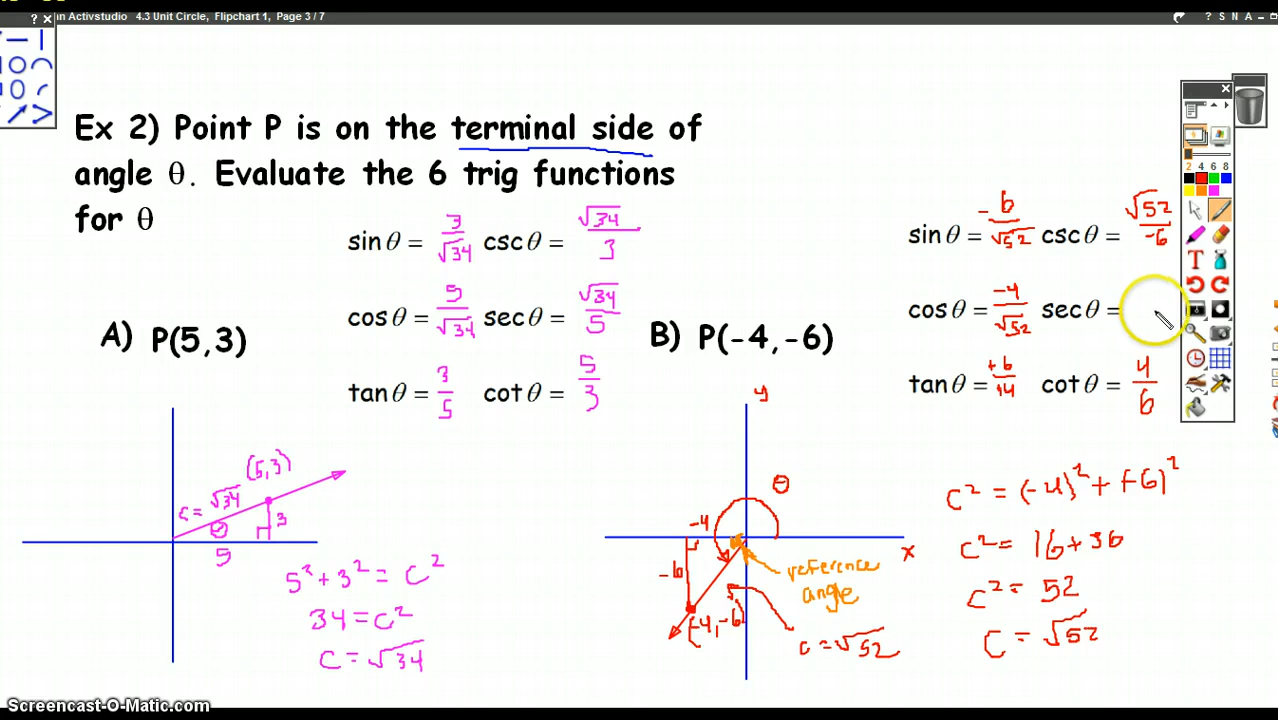 ? × n Activstudio 4.3 Unit Circle, Flipchart 1, Page 3 / 7 ? S N A
Ex 2) Point P is on the terminal side of
angle θ. Evaluate the 6 trig functions
for θ
sin θ = 3/√34 csc θ = √34/3
cos θ = 5/√34 sec θ = √34/5
tan θ = 3/5 cot θ = 5/3
sin θ = -6/√52 csc θ = √52/-6
cos θ = -4/√52 sec θ =
tan θ = +6/+4 cot θ = 4/6
2 4 6 8
T
A) P(5,3)
B) P(-4,-6)
(5,3)
c = √34
θ
3
5
5² + 3² = c²
34 = c²
c = √34
y
θ
-4
x
-6
reference
angle
(-4,-6)
c = √52
c² = (-4)² + (-6)²
c² = 16 + 36
c² = 52
c = √52
Screencast-O-Matic.com